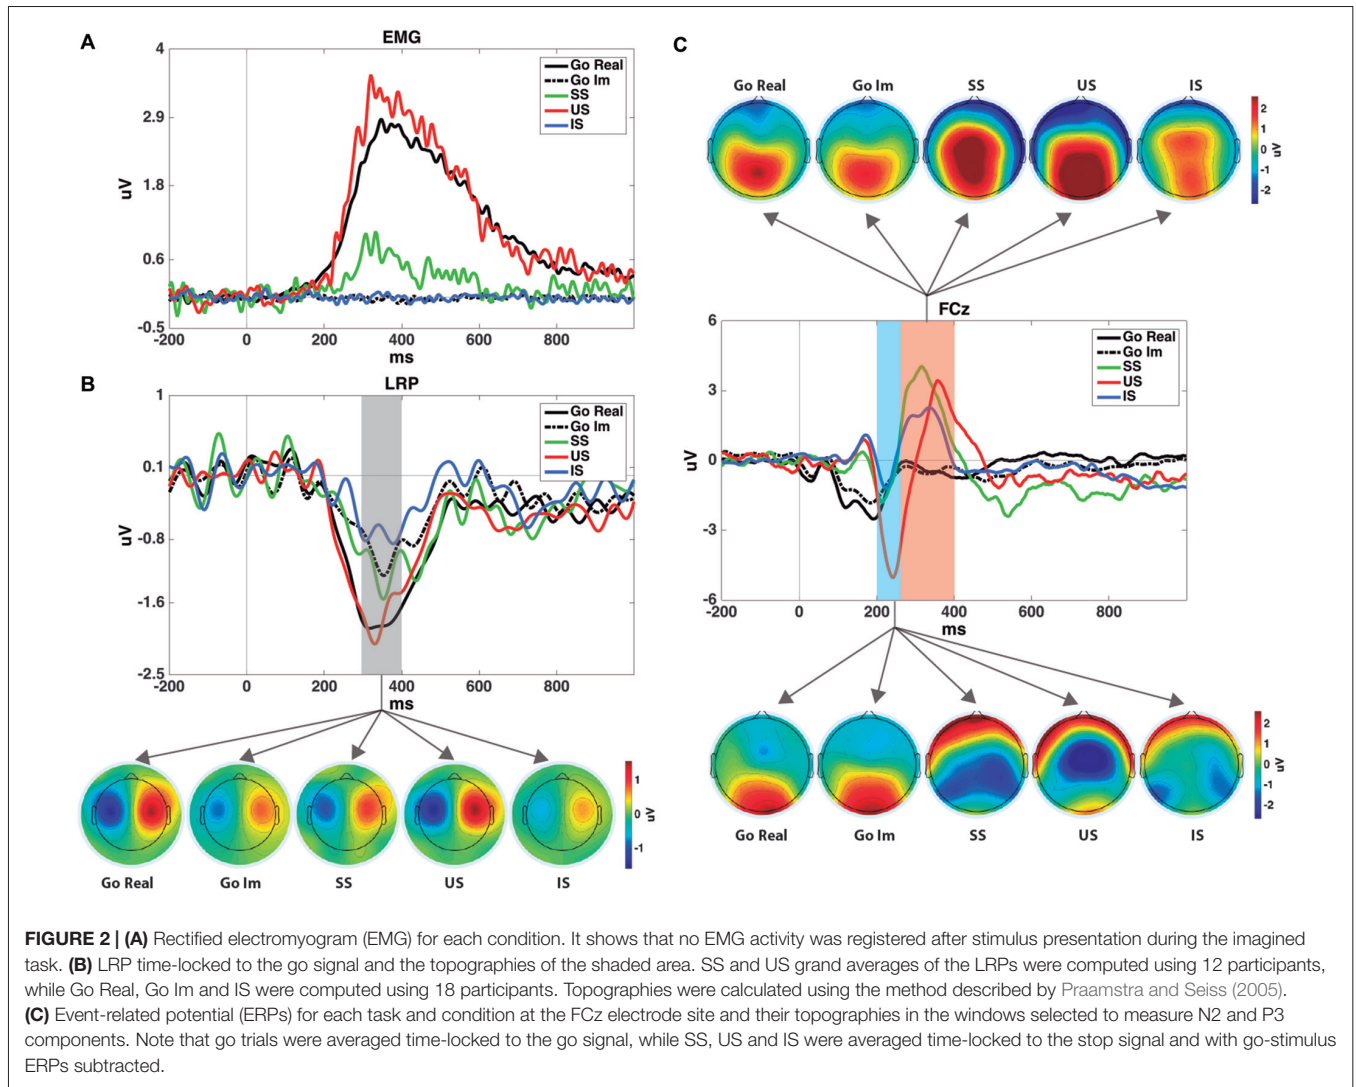 A
EMG
4
2.9
1.8
0.6
-0.5
uV
-200 0 200 400 600 800
ms
Go Real
Go Im
SS
US
IS
B
LRP
1
0.1
-0.8
-1.6
-2.5
uV
-200 0 200 400 600 800
ms
Go Real
Go Im
SS
US
IS
1
0
-1
uV
Go Real Go Im SS US IS
C
Go Real Go Im SS US IS
2
1
0
-1
-2
uV
FCz
6
3
0
-3
-6
uV
-200 0 200 400 600 800
ms
Go Real
Go Im
SS
US
IS
2
1
0
-1
-2
uV
Go Real Go Im SS US IS
FIGURE 2 | (A) Rectified electromyogram (EMG) for each condition. It shows that no EMG activity was registered after stimulus presentation during the imagined
task. (B) LRP time-locked to the go signal and the topographies of the shaded area. SS and US grand averages of the LRPs were computed using 12 participants,
while Go Real, Go Im and IS were computed using 18 participants. Topographies were calculated using the method described by Praamstra and Seiss (2005).
(C) Event-related potential (ERPs) for each task and condition at the FCz electrode site and their topographies in the windows selected to measure N2 and P3
components. Note that go trials were averaged time-locked to the go signal, while SS, US and IS were averaged time-locked to the stop signal and with go-stimulus
ERPs subtracted.